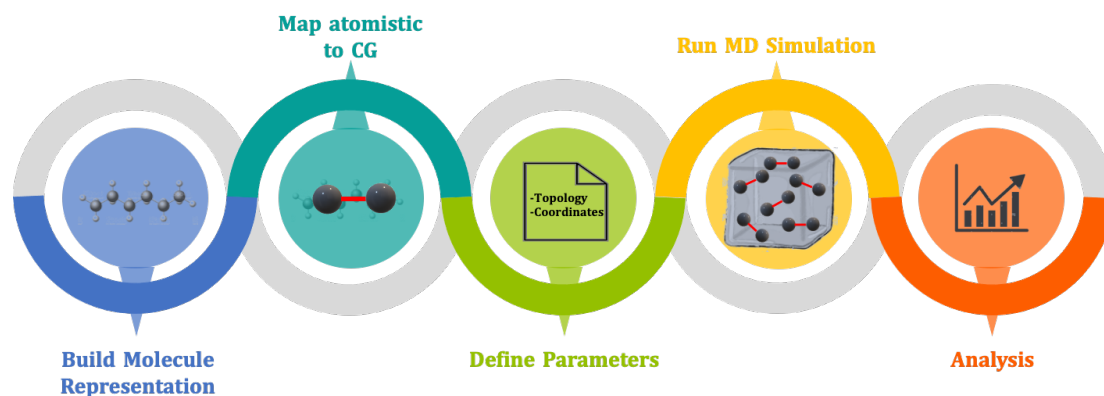 Map atomistic
to CG
Run MD Simulation
-Topology
-Coordinates
Build Molecule
Representation
Define Parameters
Analysis